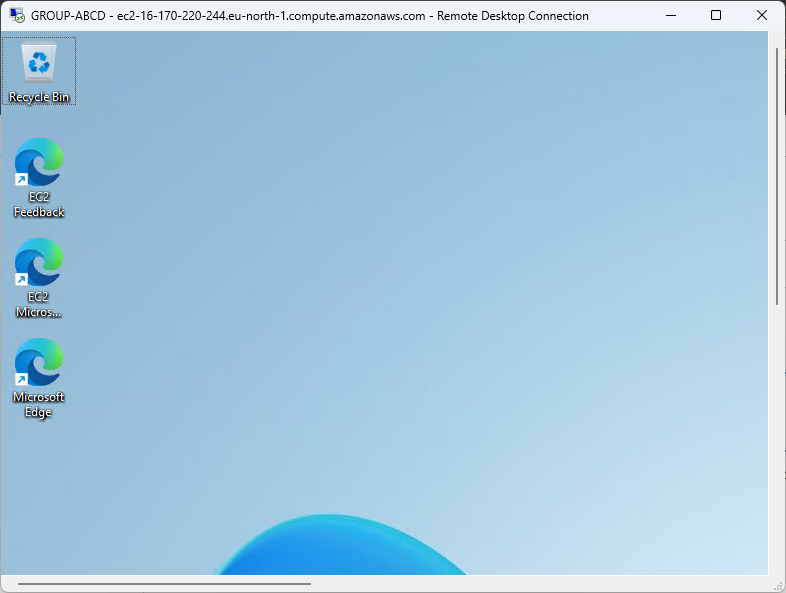 GROUP-ABCD - ec2-16-170-220-244.eu-north-1.compute.amazonaws.com - Remote Desktop Connection
Recycle Bin
EC2
Feedback
EC2
Micros...
Microsoft
Edge